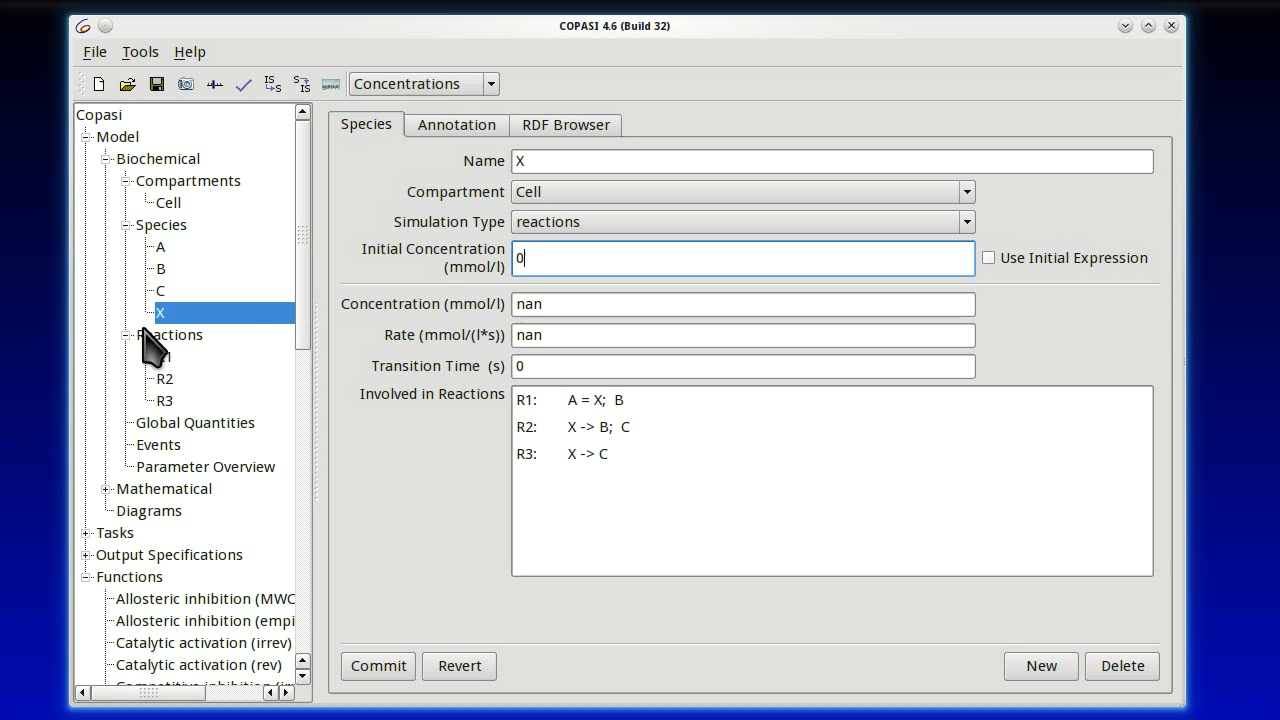 COPASI 4.6 (Build 32)
File Tools Help
IS S S IS Concentrations
Copasi
Model
Biochemical
Compartments
Cell
Species
A
B
C
X
Reactions
R2
R3
Global Quantities
Events
Parameter Overview
Mathematical
Diagrams
Tasks
Output Specifications
Functions
Allosteric inhibition (MWC
Allosteric inhibition (empi
Catalytic activation (irrev)
Catalytic activation (rev)
Species Annotation RDF Browser
Name X
Compartment Cell
Simulation Type reactions
Initial Concentration
(mmol/l) 0 Use Initial Expression
Concentration (mmol/l) nan
Rate (mmol/(l*s)) nan
Transition Time (s) 0
Involved in Reactions
R1: A = X; B
R2: X -> B; C
R3: X -> C
Commit Revert New Delete